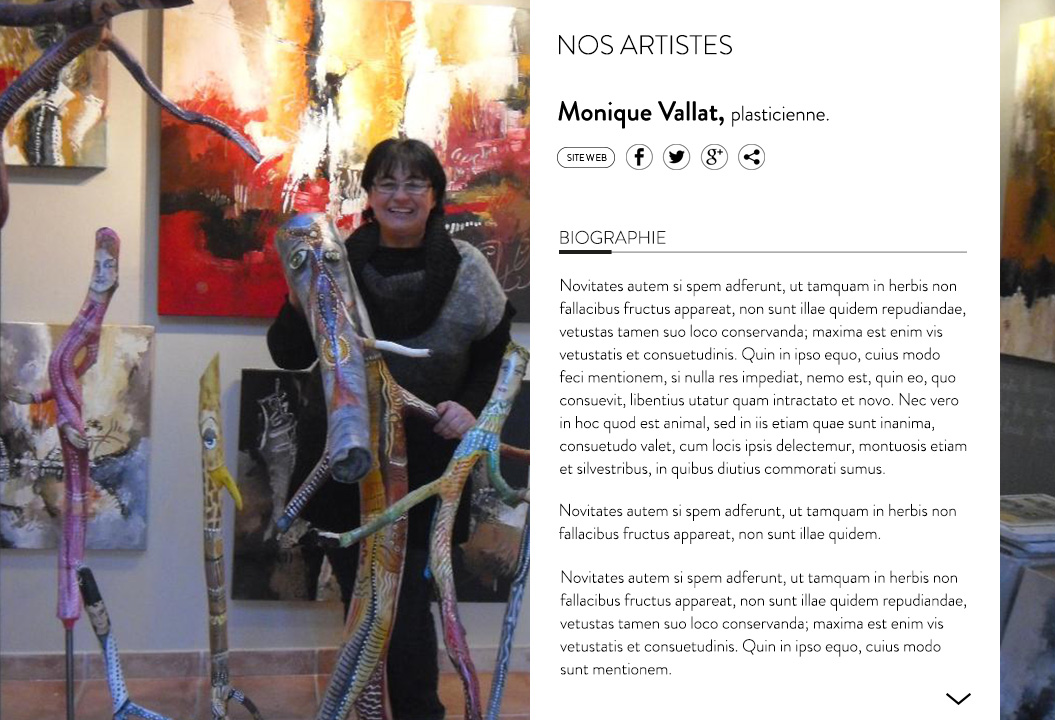 NOS ARTISTES
Monique Vallat, plasticienne.
SITE WEB
BIOGRAPHIE
Novitates autem si spem adferunt, ut tamquam in herbis non
fallacibus fructus appareat, non sunt illae quidem repudiandae,
vetustas tamen suo loco conservanda; maxima est enim vis
vetustatis et consuetudinis. Quin in ipso equo, cuius modo
feci mentionem, si nulla res impediat, nemo est, quin eo, quo
consuevit, libentius utatur quam intractato et novo. Nec vero
in hoc quod est animal, sed in iis etiam quae sunt inanima,
consuetudo valet, cum locis ipsis delectemur, montuosis etiam
et silvestribus, in quibus diutius commorati sumus.
Novitates autem si spem adferunt, ut tamquam in herbis non
fallacibus fructus appareat, non sunt illae quidem.
Novitates autem si spem adferunt, ut tamquam in herbis non
fallacibus fructus appareat, non sunt illae quidem repudiandae,
vetustas tamen suo loco conservanda; maxima est enim vis
vetustatis et consuetudinis. Quin in ipso equo, cuius modo
sunt mentionem.